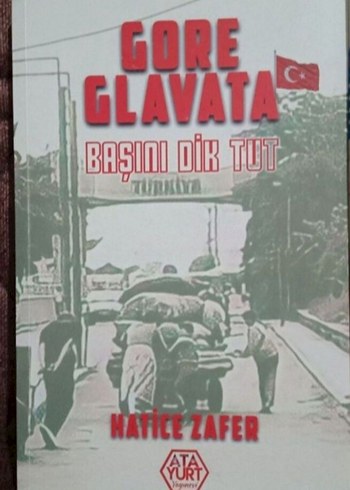 GORE
GLAVATA
BAŞINI DİK TUT
TÜRKİYE
HATİCE ZAFER
ATA
YURT
Yayınevi